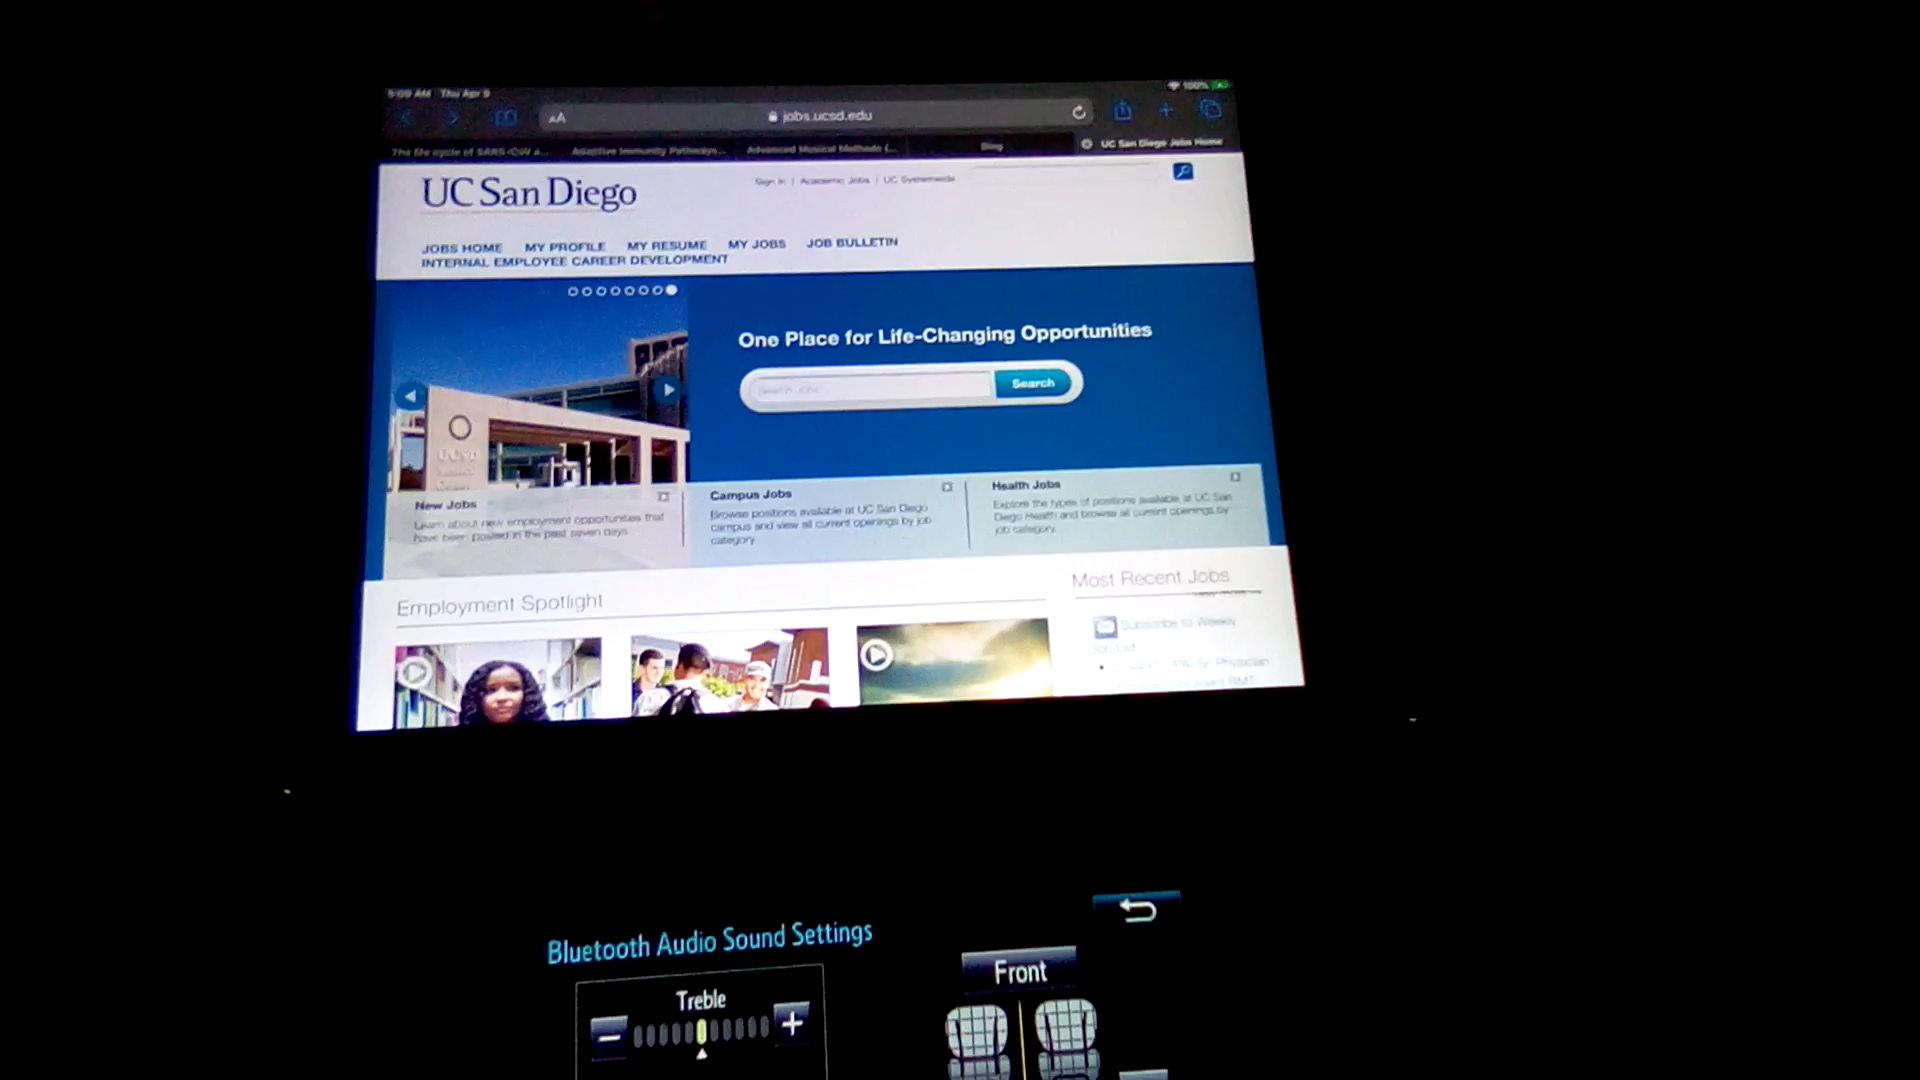 5:09 AM Thu Apr 9
100%
AA
jobs.ucsd.edu
The life cycle of SARS-CoV a...
Adaptive Immunity Pathways...
Advanced Musical Methods (...
Bing
UC San Diego Jobs Home
UC San Diego
Sign In | Academic Jobs | UC Systemwide
JOBS HOME MY PROFILE MY RESUME MY JOBS JOB BULLETIN
INTERNAL EMPLOYEE CAREER DEVELOPMENT
One Place for Life-Changing Opportunities
Search Jobs
Search
UCSD
New Jobs
Learn about new employment opportunities that
have been posted in the past seven days
Campus Jobs
Browse positions available at UC San Diego
campus and view all current openings by job
category.
Health Jobs
Explore the types of positions available at UC San
Diego Health and browse all current openings by
job category.
Employment Spotlight
Most Recent Jobs
Subscribe to Weekly
Job List
Physician
Bluetooth Audio Sound Settings
Treble
Front